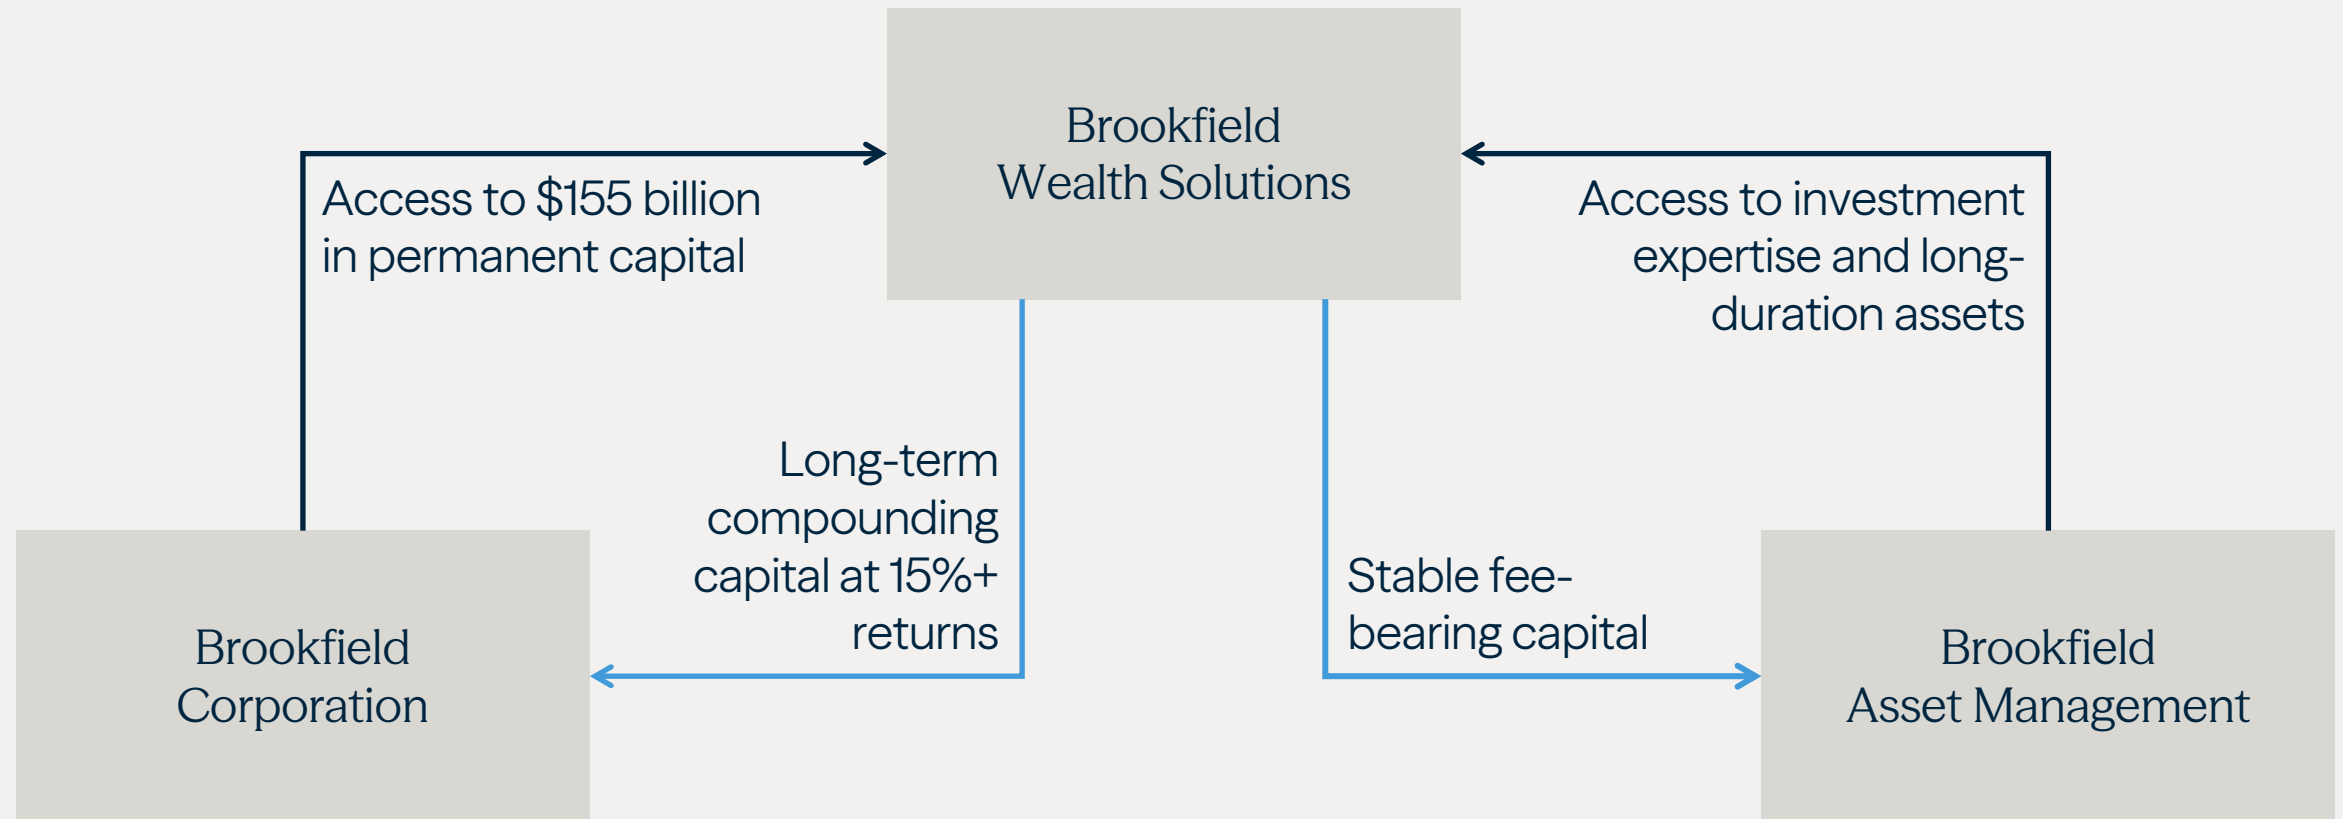 Brookfield
Wealth Solutions
Access to $155 billion
in permanent capital
Access to investment
expertise and long-
duration assets
Long-term
compounding
capital at 15%+
returns
Stable fee-
bearing capital
Brookfield
Corporation
Brookfield
Asset Management